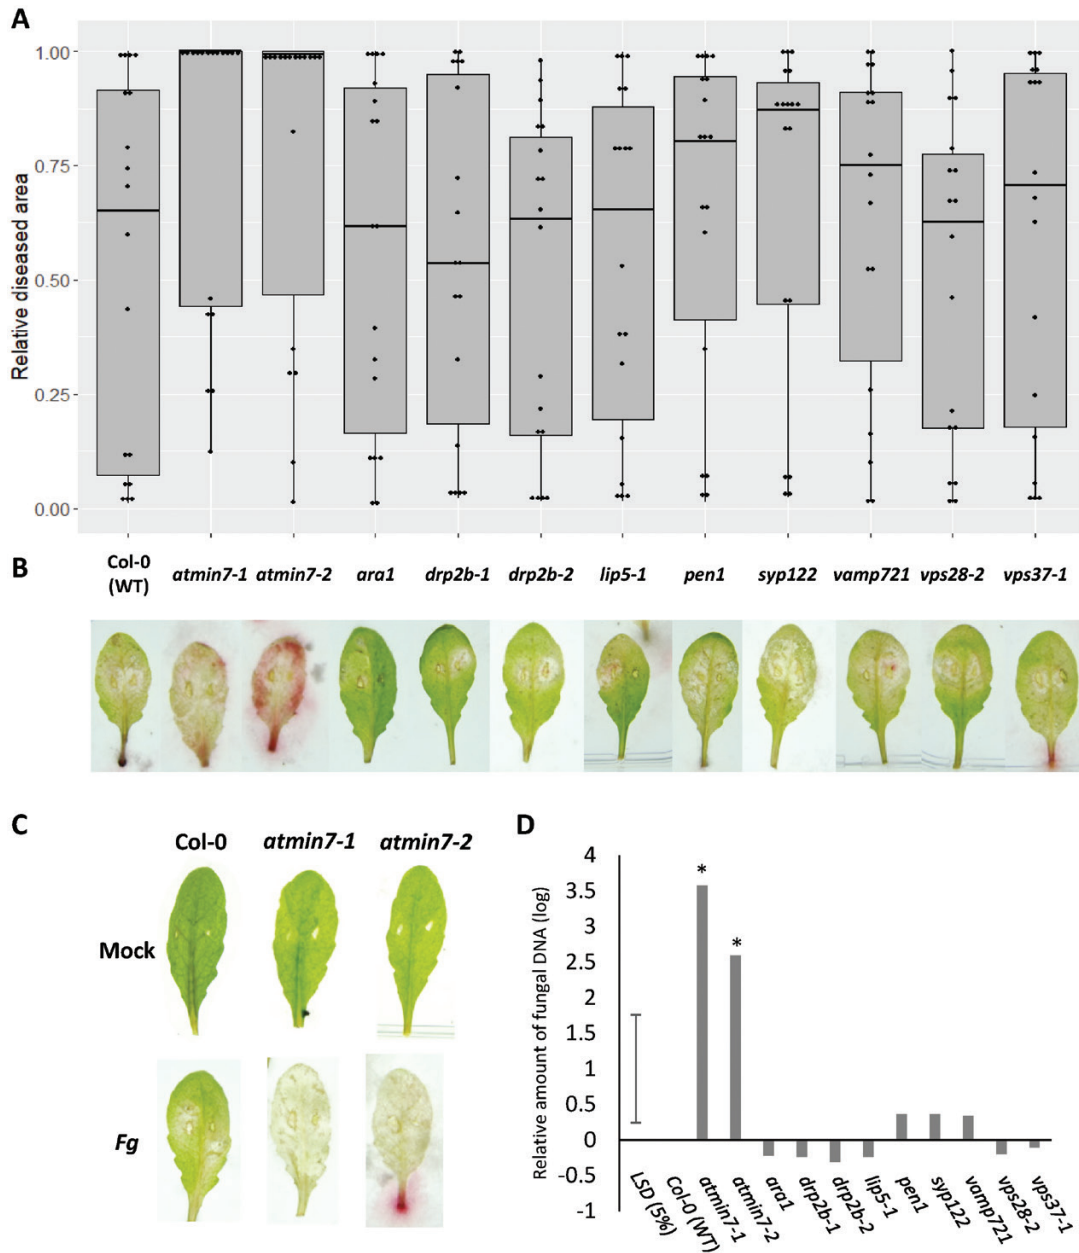 A
Relative diseased area
1.00
0.75
0.50
0.25
0.00
Col-0
(WT)
atmin7-1
atmin7-2
ara1
drp2b-1
drp2b-2
lip5-1
pen1
syp122
vamp721
vps28-2
vps37-1
B
C
Col-0
atmin7-1
atmin7-2
Mock
Fg
D
Relative amount of fungal DNA (log)
4
3.5
3
2.5
2
1.5
1
0.5
0
-0.5
-1
*
*
LSD (5%)
Col-0 (WT)
atmin7-1
atmin7-2
ara1
drp2b-1
drp2b-2
lip5-1
pen1
syp122
vamp721
vps28-2
vps37-1